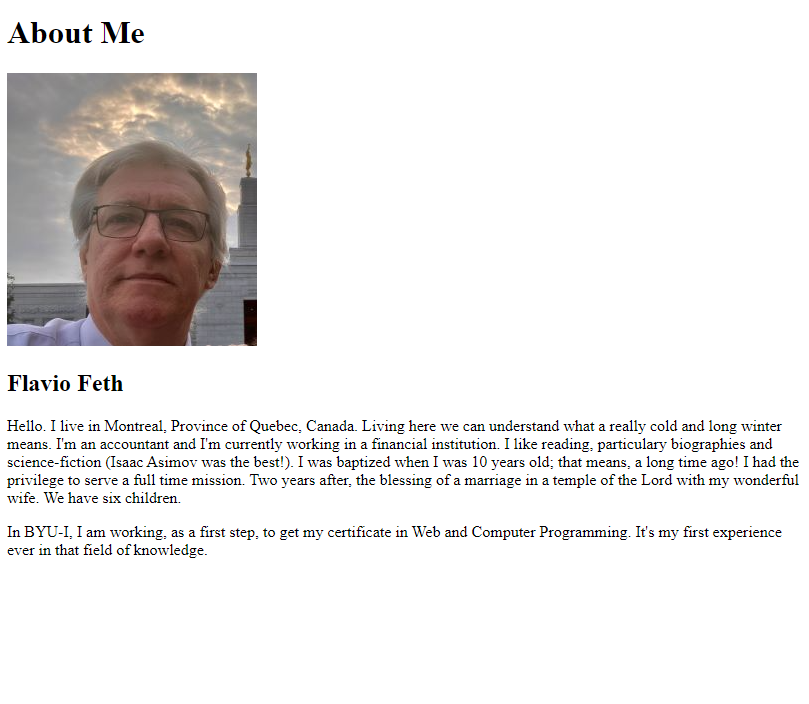 About Me
Flavio Feth
Hello. I live in Montreal, Province of Quebec, Canada. Living here we can understand what a really cold and long winter
means. I'm an accountant and I'm currently working in a financial institution. I like reading, particulary biographies and
science-fiction (Isaac Asimov was the best!). I was baptized when I was 10 years old; that means, a long time ago! I had the
privilege to serve a full time mission. Two years after, the blessing of a marriage in a temple of the Lord with my wonderful
wife. We have six children.
In BYU-I, I am working, as a first step, to get my certificate in Web and Computer Programming. It's my first experience
ever in that field of knowledge.